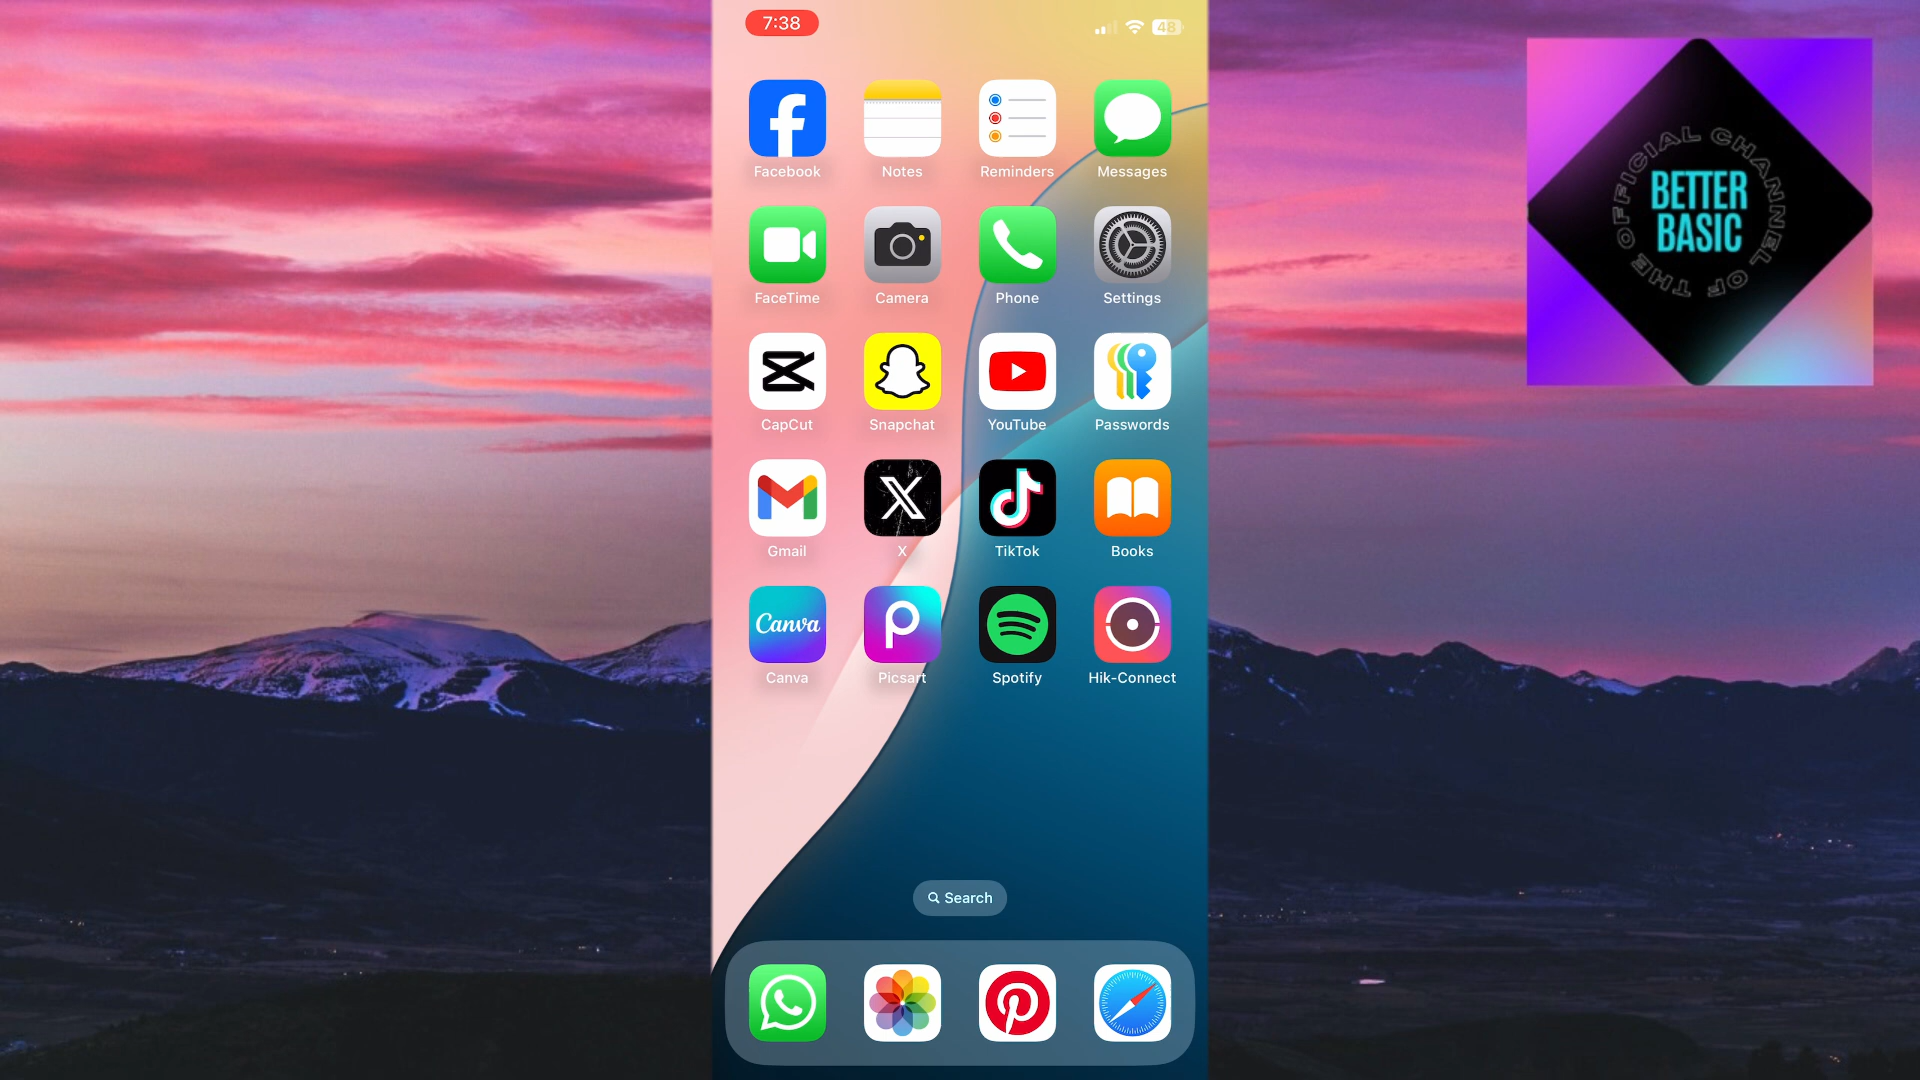 7:38
48
Facebook
Notes
Reminders
Messages
FaceTime
Camera
Phone
Settings
CapCut
Snapchat
YouTube
Passwords
Gmail
X
TikTok
Books
Canva
Canva
Picsart
Spotify
Hik-Connect
Search
OFFICIAL CHANNEL OF THE
BETTER
BASIC